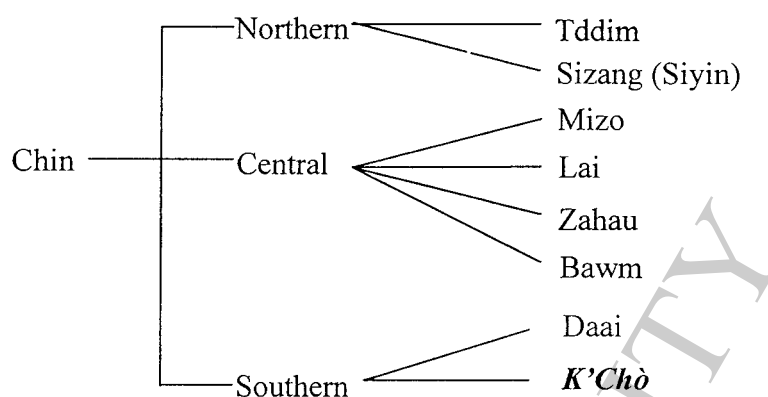 Northern Tddim
Sizang (Siyin)
Mizo
Chin Central Lai
Zahau
Bawm
Daai
Southern K'Chò